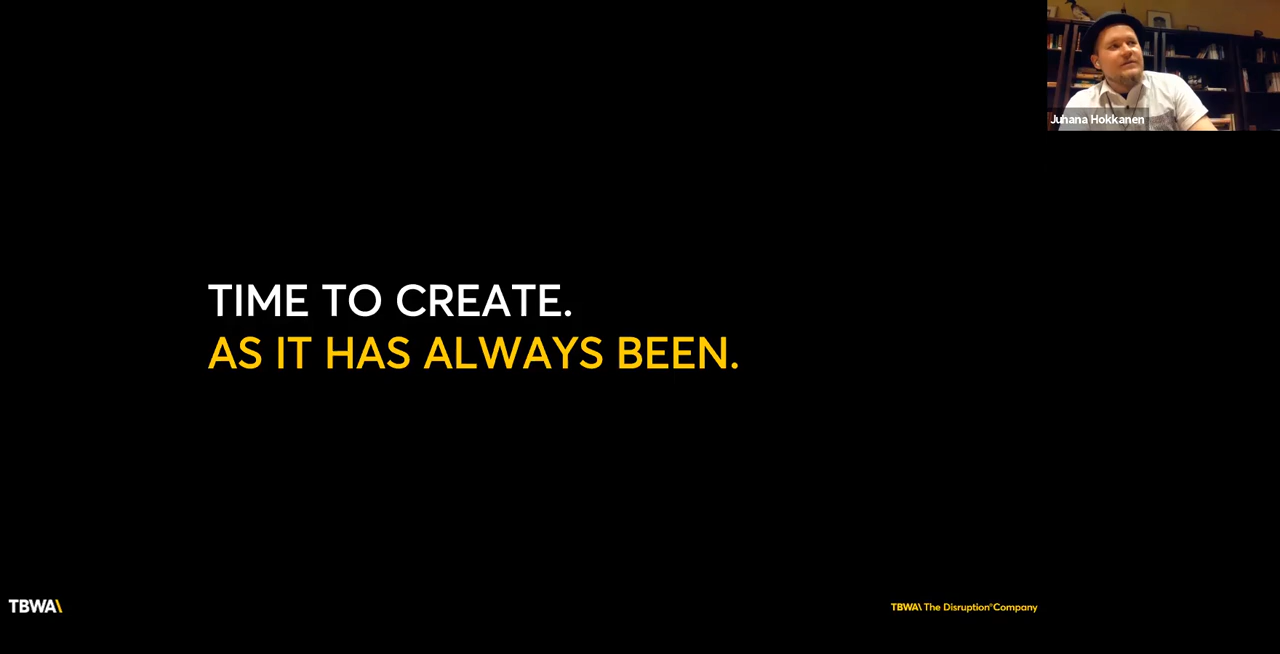 Juhana Hokkanen
TIME TO CREATE.
AS IT HAS ALWAYS BEEN.
TBWA\
TBWA\ The Disruption® Company